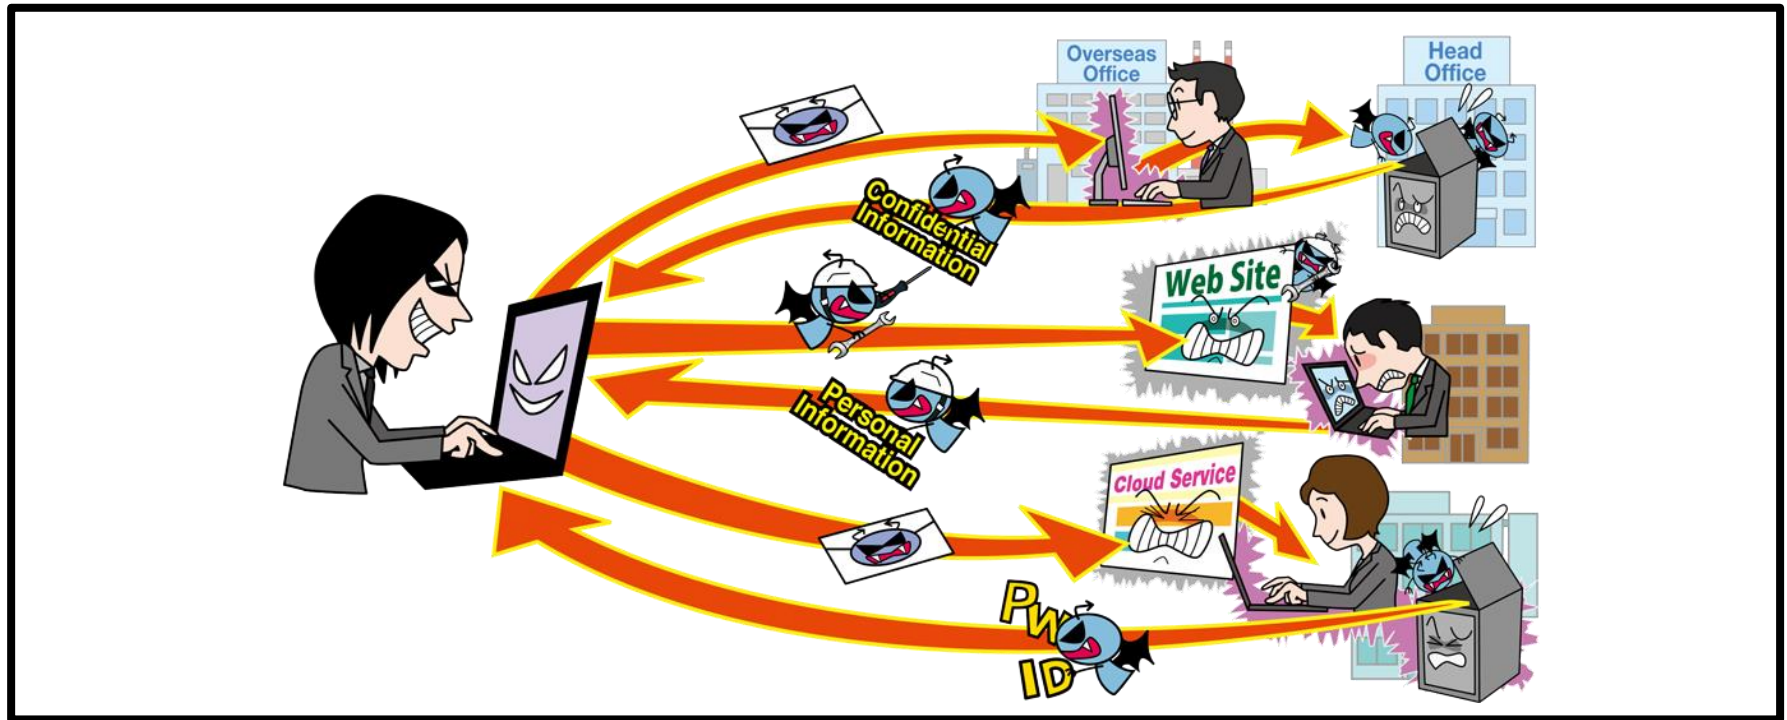 Overseas
Office
Head
Office
Confidential
Information
Web Site
Personal
Information
Cloud Service
PW
ID